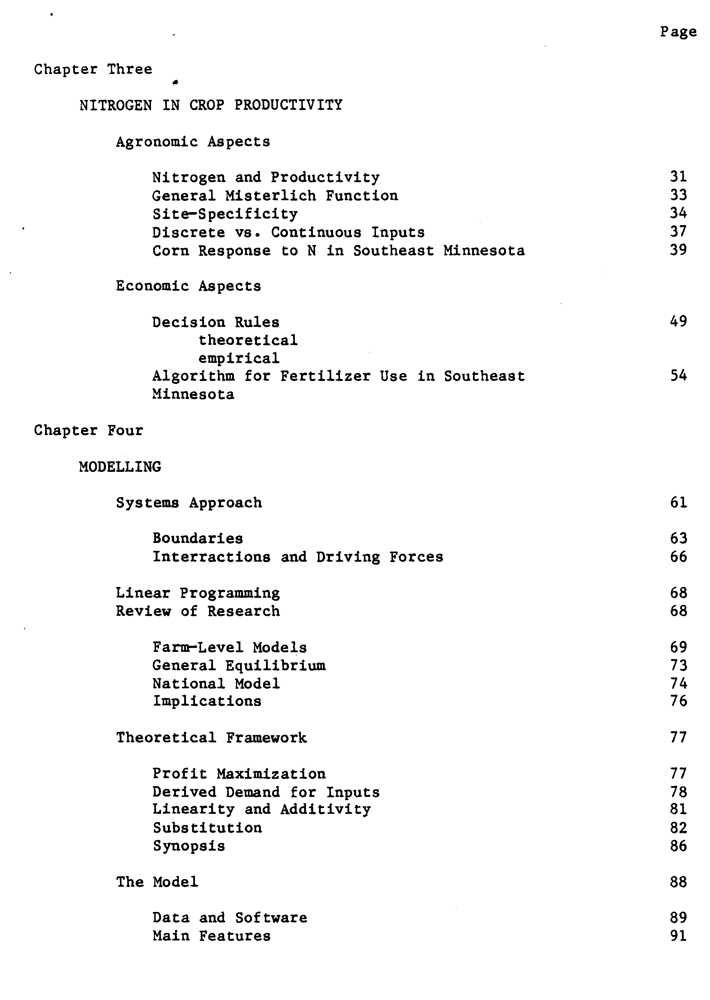 Page
Chapter Three
NITROGEN IN CROP PRODUCTIVITY
Agronomic Aspects
Nitrogen and Productivity 31
General Misterlich Function 33
Site-Specificity 34
Discrete vs. Continuous Inputs 37
Corn Response to N in Southeast Minnesota 39
Economic Aspects
Decision Rules 49
theoretical
empirical
Algorithm for Fertilizer Use in Southeast 54
Minnesota
Chapter Four
MODELLING
Systems Approach 61
Boundaries 63
Interractions and Driving Forces 66
Linear Programming 68
Review of Research 68
Farm-Level Models 69
General Equilibrium 73
National Model 74
Implications 76
Theoretical Framework 77
Profit Maximization 77
Derived Demand for Inputs 78
Linearity and Additivity 81
Substitution 82
Synopsis 86
The Model 88
Data and Software 89
Main Features 91